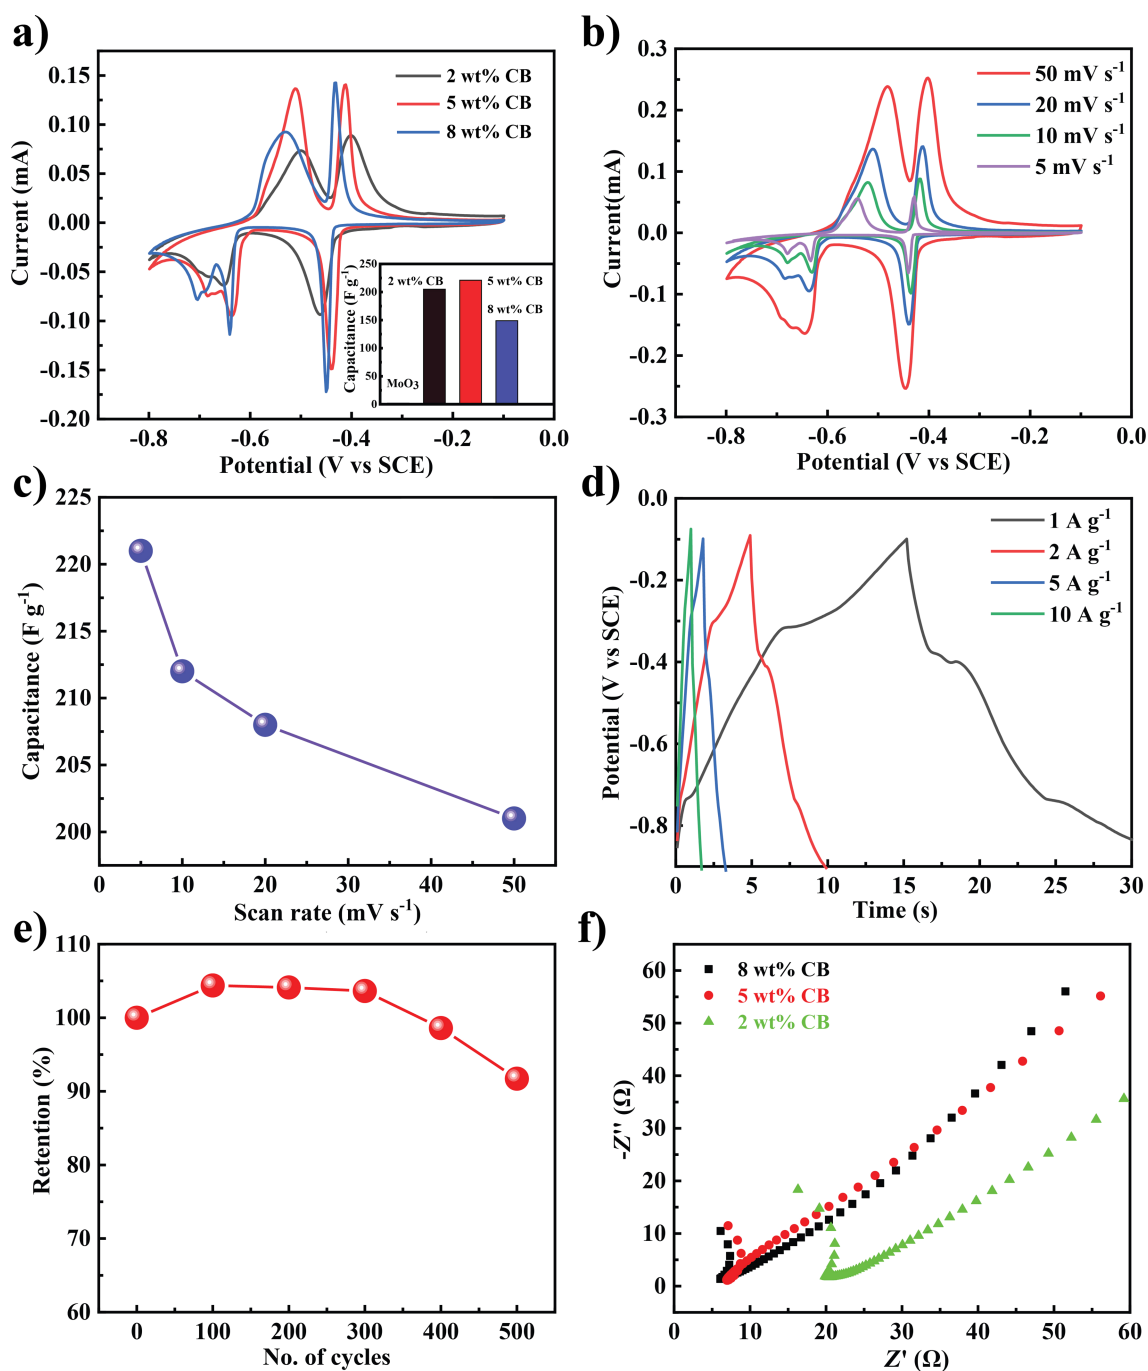 a)
2 wt% CB
5 wt% CB
8 wt% CB
0.15
0.10
0.05
0.00
-0.05
-0.10
-0.15
-0.20
Current (mA)
-0.8
-0.6
-0.4
-0.2
0.0
Potential (V vs SCE)
250
200
150
100
50
0
Capacitance (F g⁻¹)
2 wt% CB
5 wt% CB
8 wt% CB
MoO₃
b)
50 mV s⁻¹
20 mV s⁻¹
10 mV s⁻¹
5 mV s⁻¹
0.3
0.2
0.1
0.0
-0.1
-0.2
-0.3
Current(mA)
-0.8
-0.6
-0.4
-0.2
0.0
Potential (V vs SCE)
c)
225
220
215
210
205
200
Capacitance (F g⁻¹)
0
10
20
30
40
50
Scan rate (mV s⁻¹)
d)
1 A g⁻¹
2 A g⁻¹
5 A g⁻¹
10 A g⁻¹
0.0
-0.2
-0.4
-0.6
-0.8
Potential (V vs SCE)
0
5
10
15
20
25
30
Time (s)
e)
110
100
90
80
70
60
Retention (%)
0
100
200
300
400
500
No. of cycles
f)
8 wt% CB
5 wt% CB
2 wt% CB
60
50
40
30
20
10
0
-Z'' (Ω)
0
10
20
30
40
50
60
Z' (Ω)